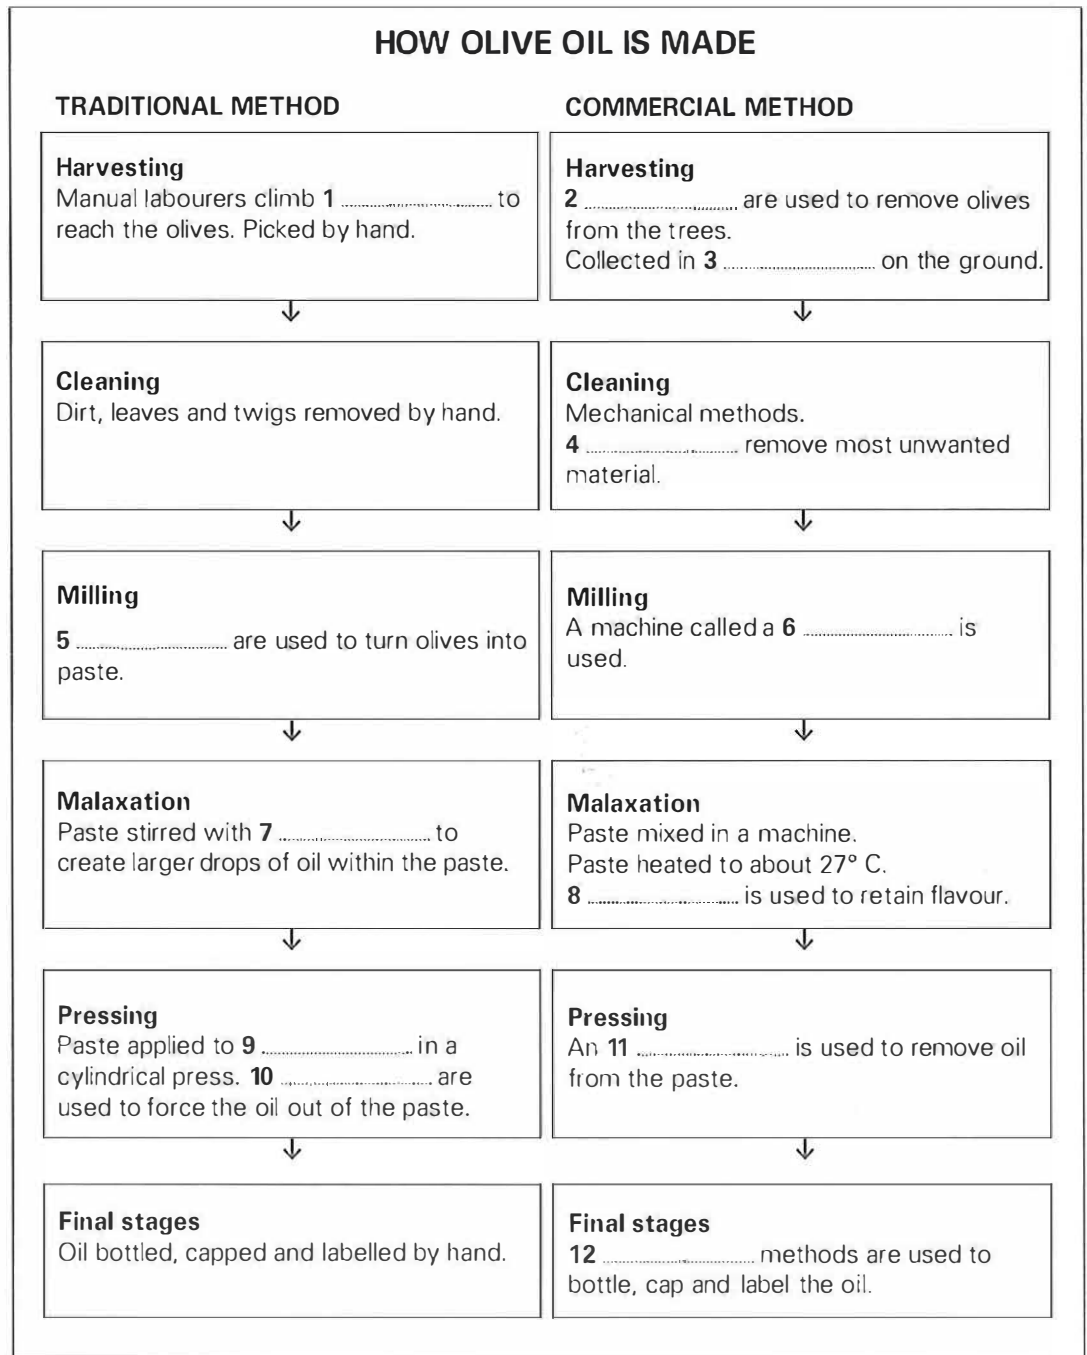 HOW OLIVE OIL IS MADE
TRADITIONAL METHOD
Harvesting
Manual labourers climb 1 .......... to
reach the olives. Picked by hand.
Cleaning
Dirt, leaves and twigs removed by hand.
Milling
5 .......... are used to turn olives into
paste.
Malaxation
Paste stirred with 7 .......... to
create larger drops of oil within the paste.
Pressing
Paste applied to 9 .......... in a
cylindrical press. 10 .......... are
used to force the oil out of the paste.
Final stages
Oil bottled, capped and labelled by hand.
COMMERCIAL METHOD
Harvesting
2 .......... are used to remove olives
from the trees.
Collected in 3 .......... on the ground.
Cleaning
Mechanical methods.
4 .......... remove most unwanted
material.
Milling
A machine called a 6 .......... is
used.
Malaxation
Paste mixed in a machine.
Paste heated to about 27° C.
8 .......... is used to retain flavour.
Pressing
An 11 .......... is used to remove oil
from the paste.
Final stages
12 .......... methods are used to
bottle, cap and label the oil.